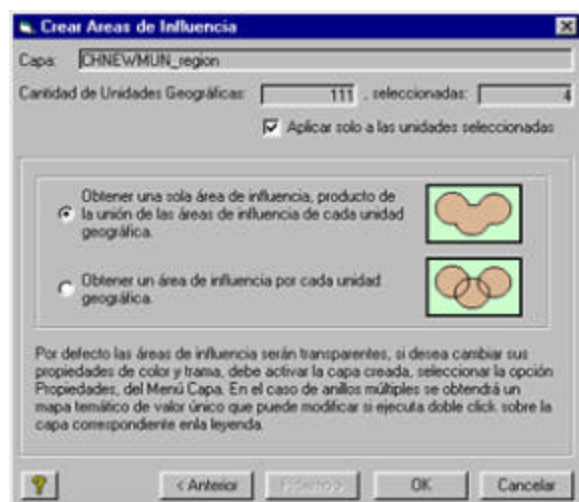 Crear Areas de Influencia
Capa: CHNEWMUN_region
Cantidad de Unidades Geográficas: 111 , seleccionadas: 4
Aplicar solo a las unidades seleccionadas
Obtener una sola área de influencia, producto de
la unión de las áreas de influencia de cada unidad
geográfica.
Obtener un área de influencia por cada unidad
geográfica.
Por defecto las áreas de influencia serán transparentes, si desea cambiar sus
propiedades de color y trama, debe activar la capa creada, seleccionar la opción
Propiedades, del Menú Capa. En el caso de anillos múltiples se obtendrá un
mapa temático de valor único que puede modificar si ejecuta doble click sobre la
capa correspondiente enla leyenda.
? < Anterior Próximo > OK Cancelar